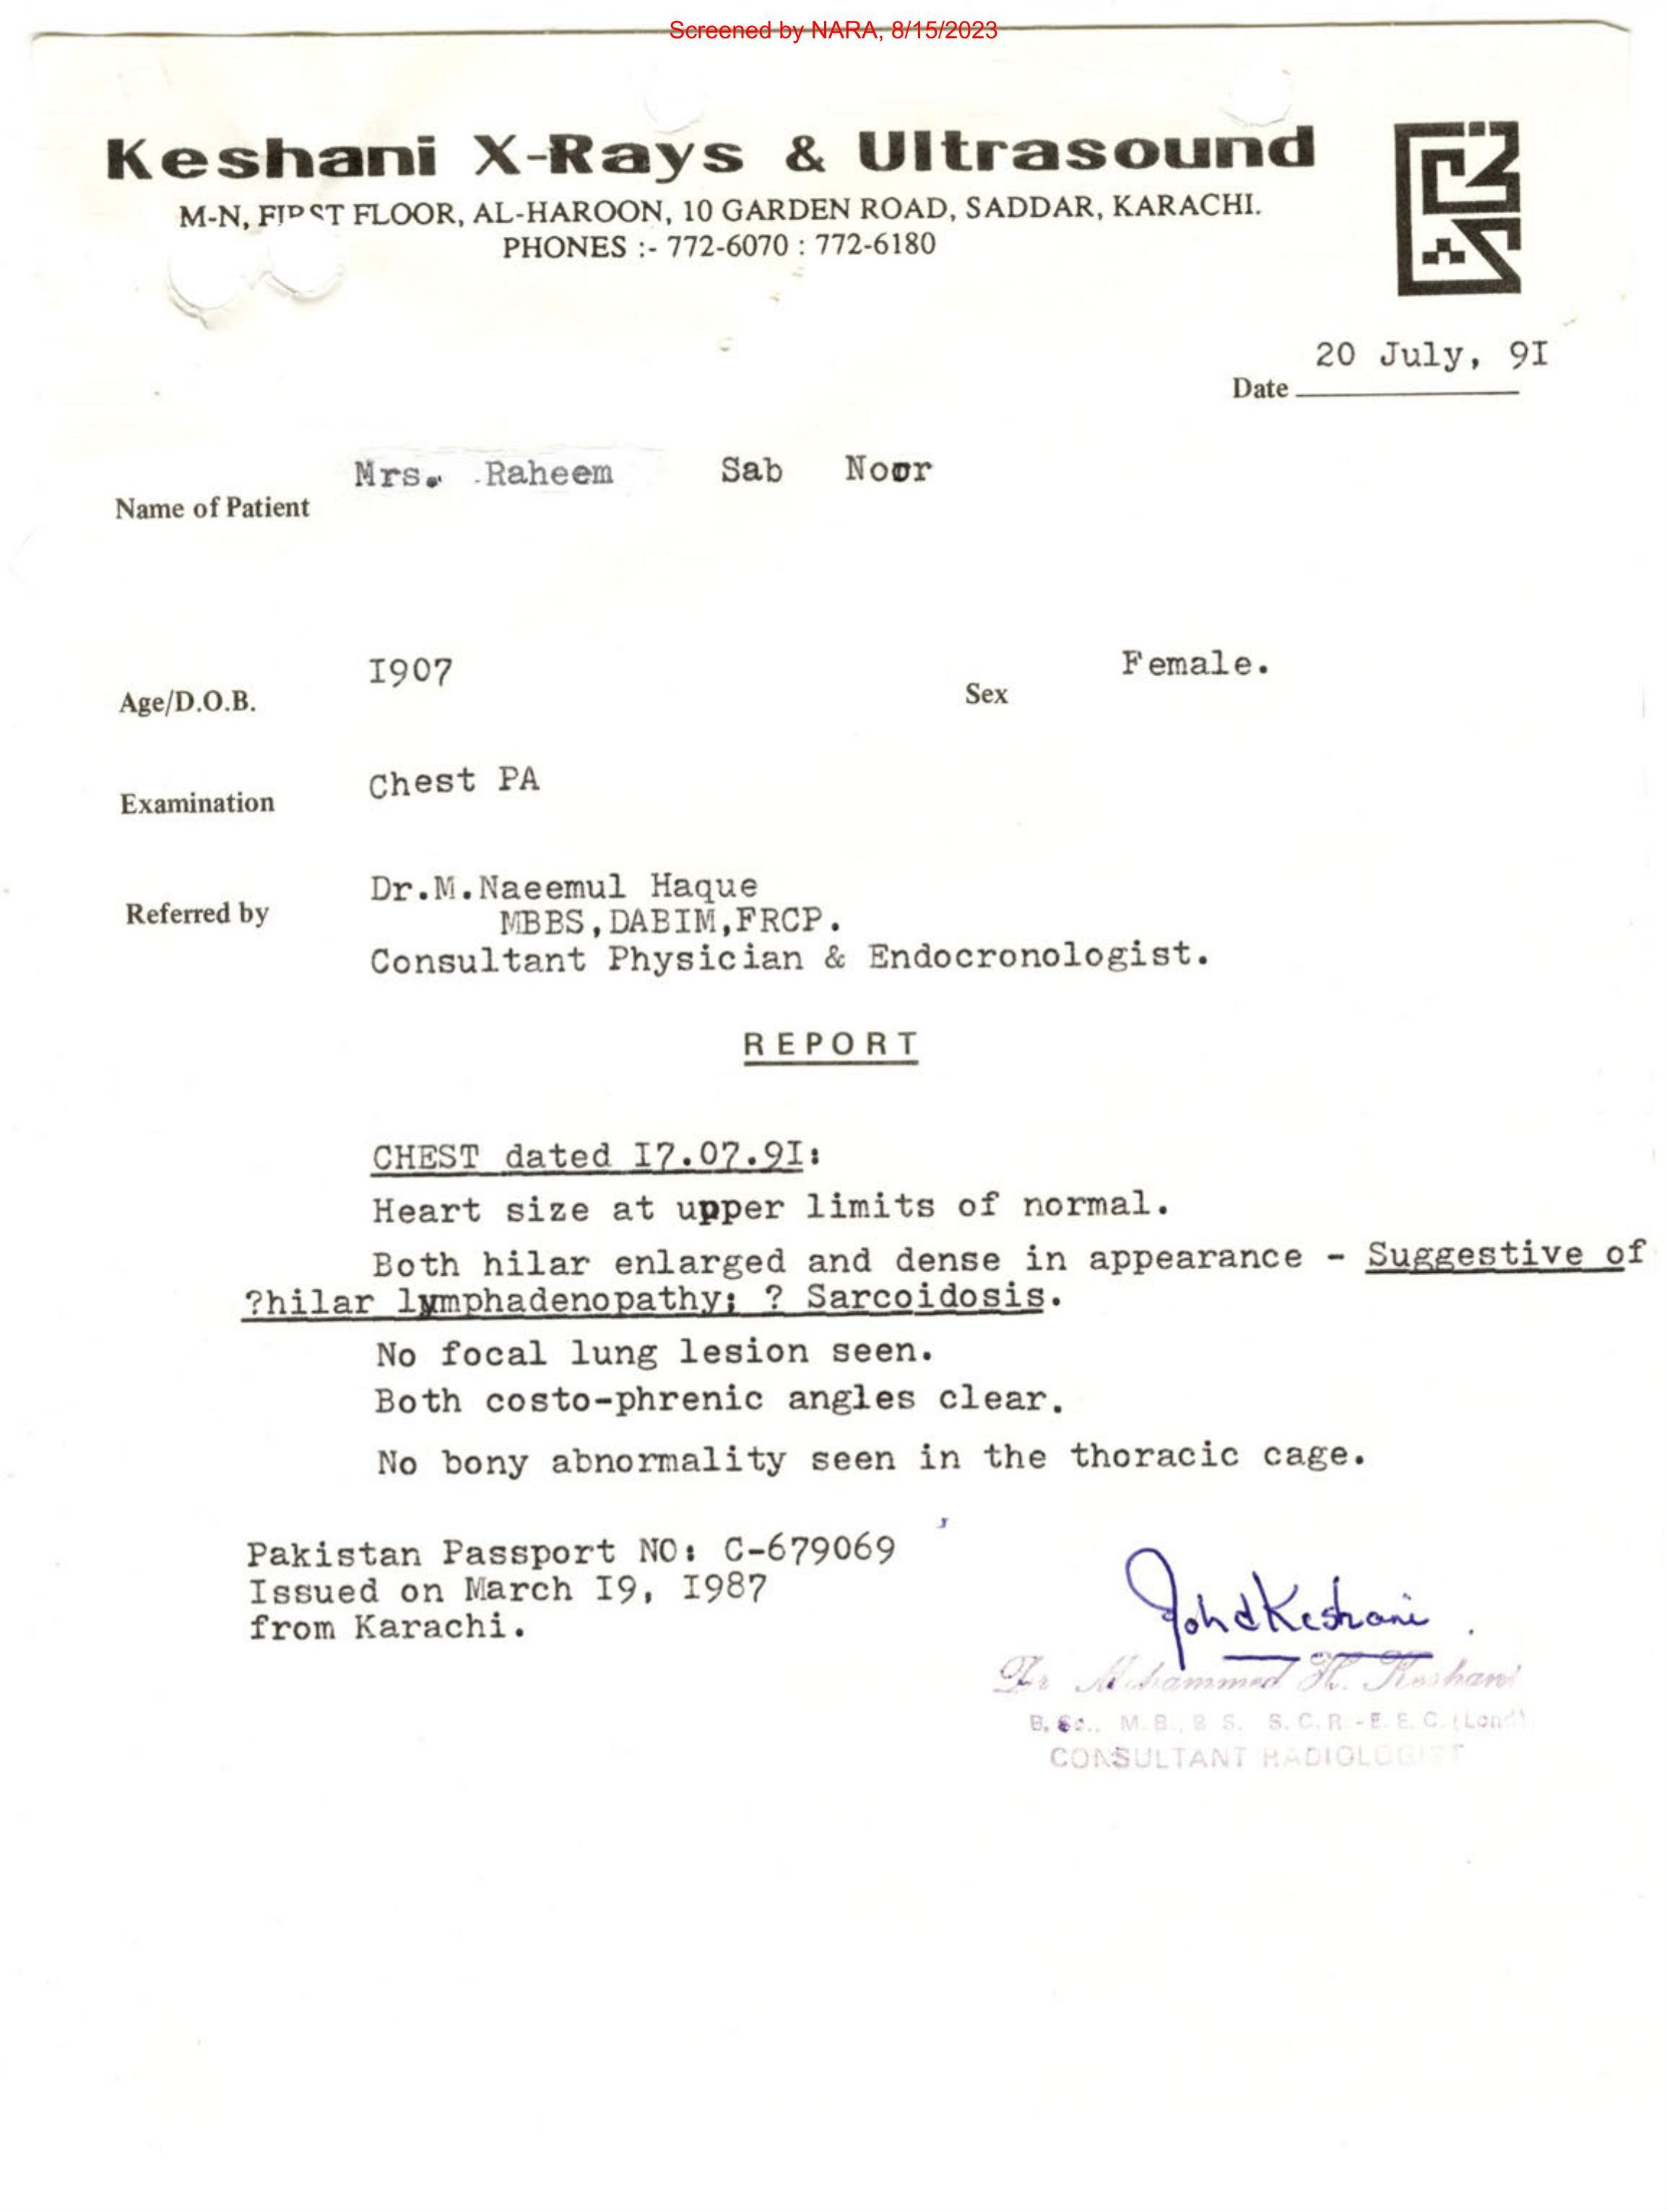 Screened by NARA, 8/15/2023
Keshani X-Rays & Ultrasound
M-N, FIRST FLOOR, AL-HAROON, 10 GARDEN ROAD, SADDAR, KARACHI.
PHONES :- 772-6070 : 772-6180
20 July, 9I
Date
Mrs. Raheem Sab Noor
Name of Patient
I907
Female.
Age/D.O.B.
Sex
Chest PA
Examination
Dr.M.Naeemul Haque
Referred by
MBBS,DABIM,FRCP.
Consultant Physician & Endocronologist.
REPORT
CHEST dated I7.07.9I:
Heart size at upper limits of normal.
Both hilar enlarged and dense in appearance - Suggestive of
?hilar lymphadenopathy; ? Sarcoidosis.
No focal lung lesion seen.
Both costo-phrenic angles clear.
No bony abnormality seen in the thoracic cage.
Pakistan Passport NO: C-679069
Issued on March I9, I987
from Karachi.
Keshani
Dr Mohammed H. Keshani
B. Sc., M. B., B S. S. C. R. - E. E. C. (Lond)
CONSULTANT RADIOLOGIST